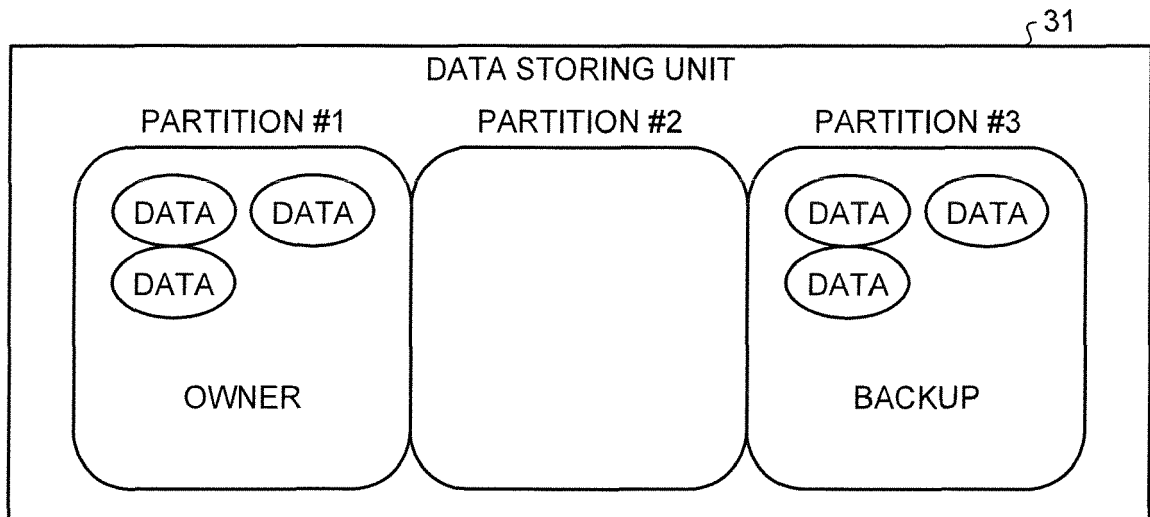 31
DATA STORING UNIT
PARTITION #1 PARTITION #2 PARTITION #3
DATA DATA DATA DATA
DATA DATA
OWNER BACKUP